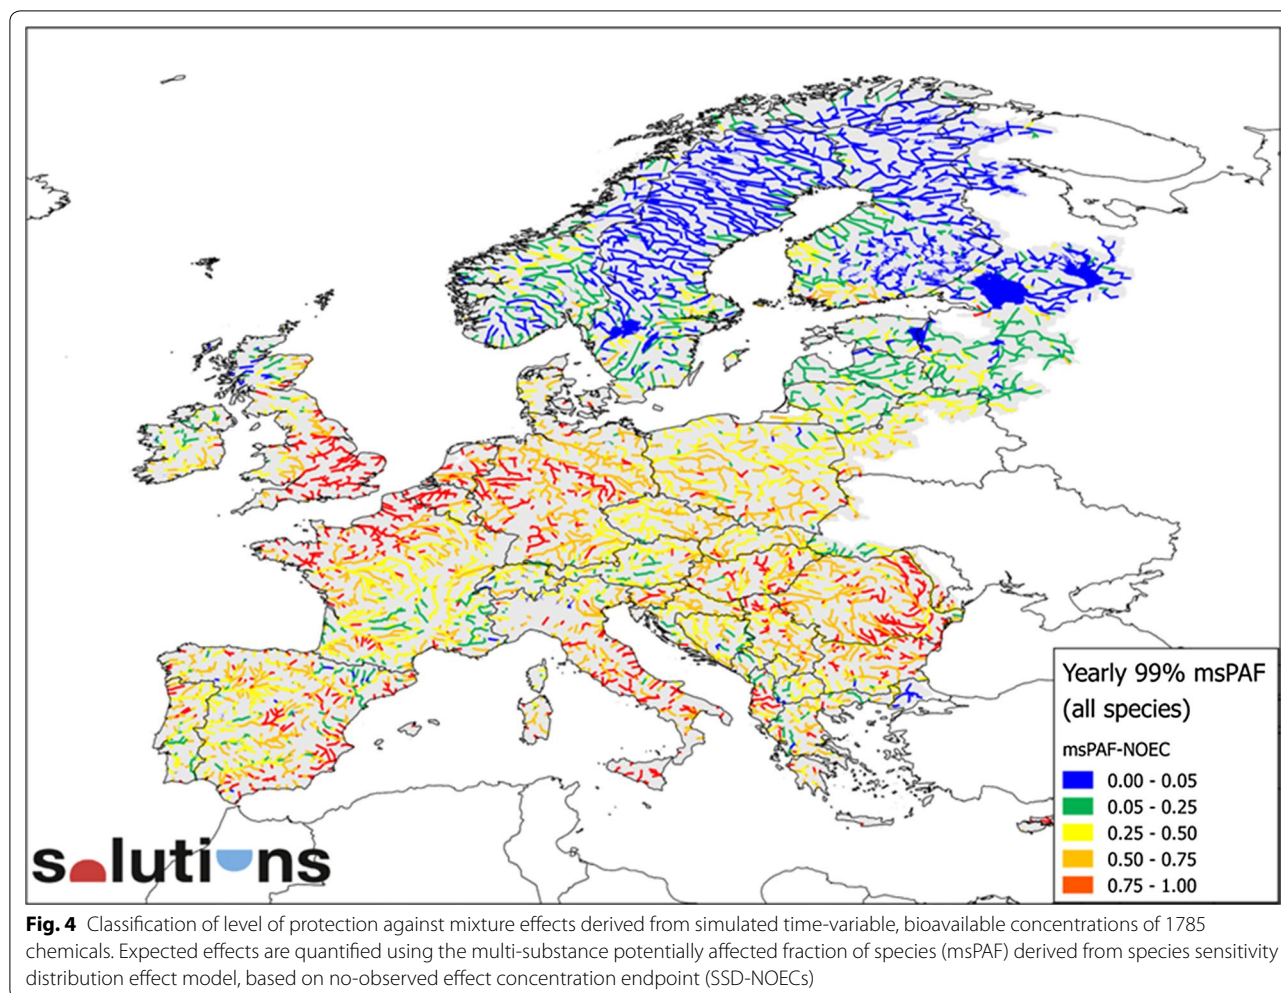 Yearly 99% msPAF
(all species)
msPAF-NOEC
0.00 - 0.05
0.05 - 0.25
0.25 - 0.50
0.50 - 0.75
0.75 - 1.00
solutions
Fig. 4 Classification of level of protection against mixture effects derived from simulated time-variable, bioavailable concentrations of 1785
chemicals. Expected effects are quantified using the multi-substance potentially affected fraction of species (msPAF) derived from species sensitivity
distribution effect model, based on no-observed effect concentration endpoint (SSD-NOECs)